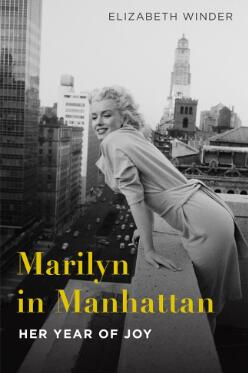 ELIZABETH WINDER
Marilyn
in Manhattan
HER YEAR OF JOY